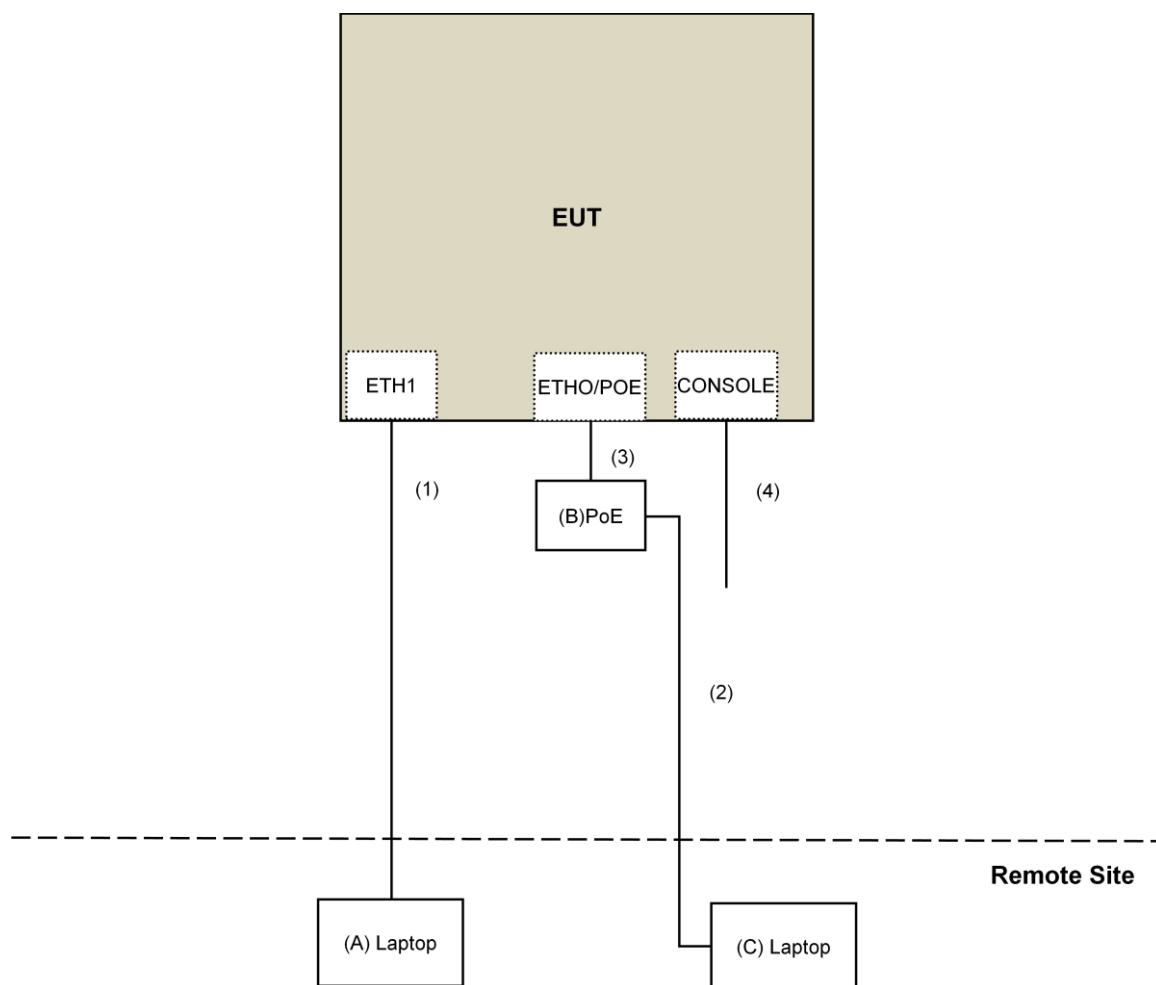 EUT
ETH1
ETHO/POE
CONSOLE
(1)
(3)
(4)
(B)PoE
(2)
Remote Site
(A) Laptop
(C) Laptop